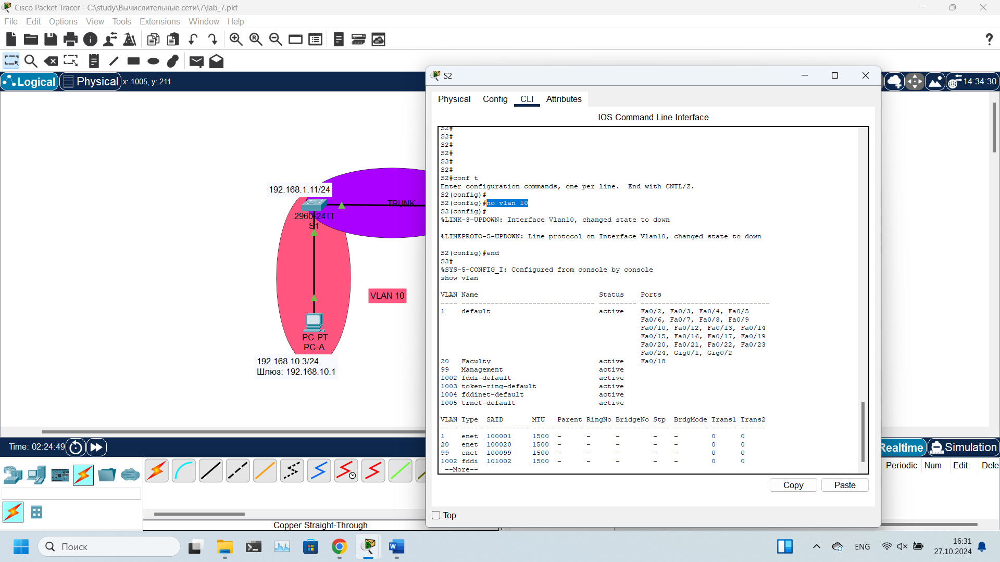 Cisco Packet Tracer - C:\study\Вычислительные сети\7\lab_7.pkt
File Edit Options View Tools Extensions Window Help
Logical Physical x: 1005, y: 211
14:34:30
192.168.1.11/24
TRUNK
2960-24TT
S1
VLAN 10
PC-PT
PC-A
192.168.10.3/24
Шлюз: 192.168.10.1
S2
Physical Config CLI Attributes
IOS Command Line Interface
S2#
S2#
S2#
S2#
S2#
S2#
S2#conf t
Enter configuration commands, one per line.  End with CNTL/Z.
S2(config)#
S2(config)#no vlan 10
S2(config)#
%LINK-3-UPDOWN: Interface Vlan10, changed state to down
%LINEPROTO-5-UPDOWN: Line protocol on Interface Vlan10, changed state to down
S2(config)#end
S2#
%SYS-5-CONFIG_I: Configured from console by console
show vlan
VLAN Name                             Status    Ports
---- -------------------------------- --------- -------------------------------
1    default                          active    Fa0/2, Fa0/3, Fa0/4, Fa0/5
Fa0/6, Fa0/7, Fa0/8, Fa0/9
Fa0/10, Fa0/12, Fa0/13, Fa0/14
Fa0/15, Fa0/16, Fa0/17, Fa0/19
Fa0/20, Fa0/21, Fa0/22, Fa0/23
Fa0/24, Gig0/1, Gig0/2
20   Faculty                          active    Fa0/18
99   Management                       active
1002 fddi-default                     active
1003 token-ring-default               active
1004 fddinet-default                  active
1005 trnet-default                    active
VLAN Type  SAID       MTU   Parent RingNo BridgeNo Stp  BrdgMode Trans1 Trans2
---- ----- ---------- ----- ------ ------ -------- ---- -------- ------ ------
1    enet  100001     1500  -      -      -        -    -        0      0
20   enet  100020     1500  -      -      -        -    -        0      0
99   enet  100099     1500  -      -      -        -    -        0      0
1002 fddi  101002     1500  -      -      -        -    -        0      0
--More--
Copy Paste
Top
Time: 02:24:49
Realtime Simulation
Periodic Num Edit Dele
Copper Straight-Through
Поиск
ENG
16:31
27.10.2024